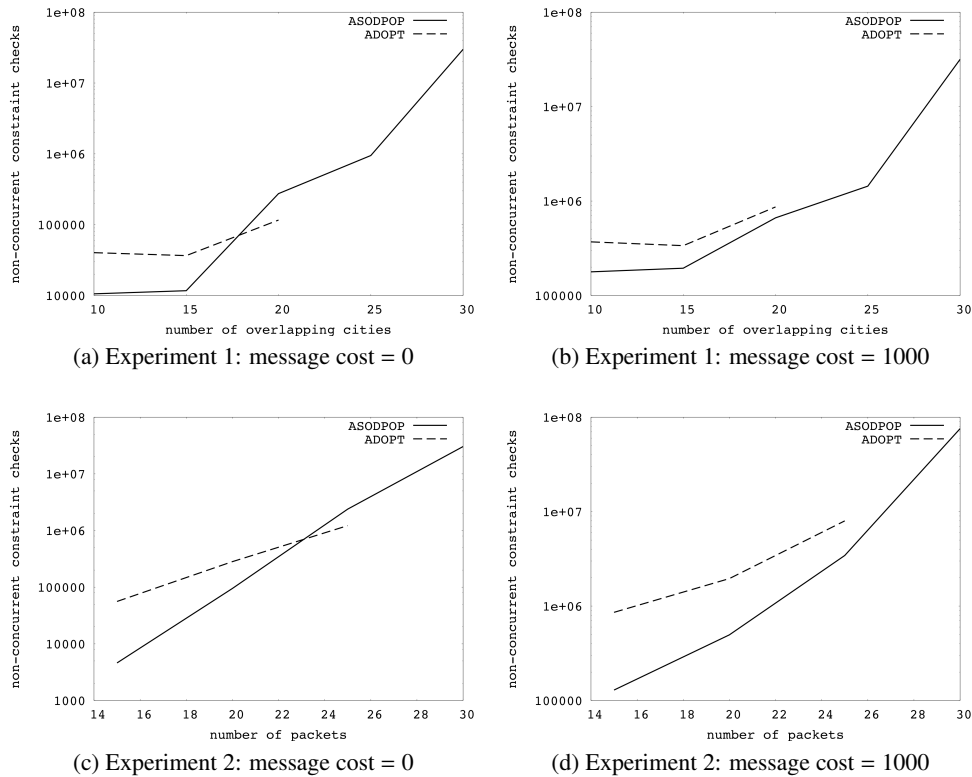 non-concurrent constraint checks
1e+08
1e+07
1e+06
100000
10000
ASODPOP
ADOPT
10 15 20 25 30
number of overlapping cities
(a) Experiment 1: message cost = 0
non-concurrent constraint checks
1e+08
1e+07
1e+06
100000
ASODPOP
ADOPT
10 15 20 25 30
number of overlapping cities
(b) Experiment 1: message cost = 1000
non-concurrent constraint checks
1e+08
1e+07
1e+06
100000
10000
1000
ASODPOP
ADOPT
14 16 18 20 22 24 26 28 30
number of packets
(c) Experiment 2: message cost = 0
non-concurrent constraint checks
1e+08
1e+07
1e+06
100000
ASODPOP
ADOPT
14 16 18 20 22 24 26 28 30
number of packets
(d) Experiment 2: message cost = 1000